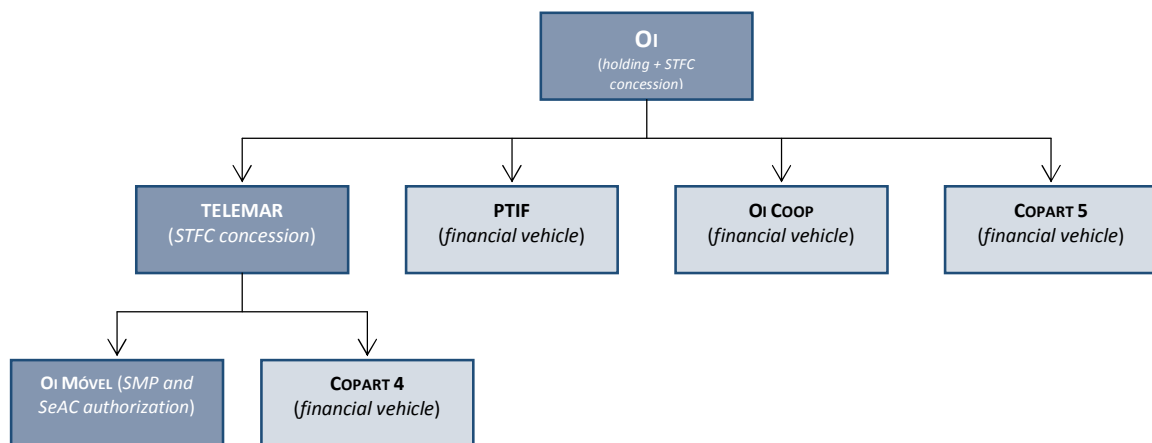 OI
(holding + STFC
concession)
TELEMAR
(STFC concession)
PTIF
(financial vehicle)
OI COOP
(financial vehicle)
COPART 5
(financial vehicle)
OI MÓVEL (SMP and
SeAC authorization)
COPART 4
(financial vehicle)